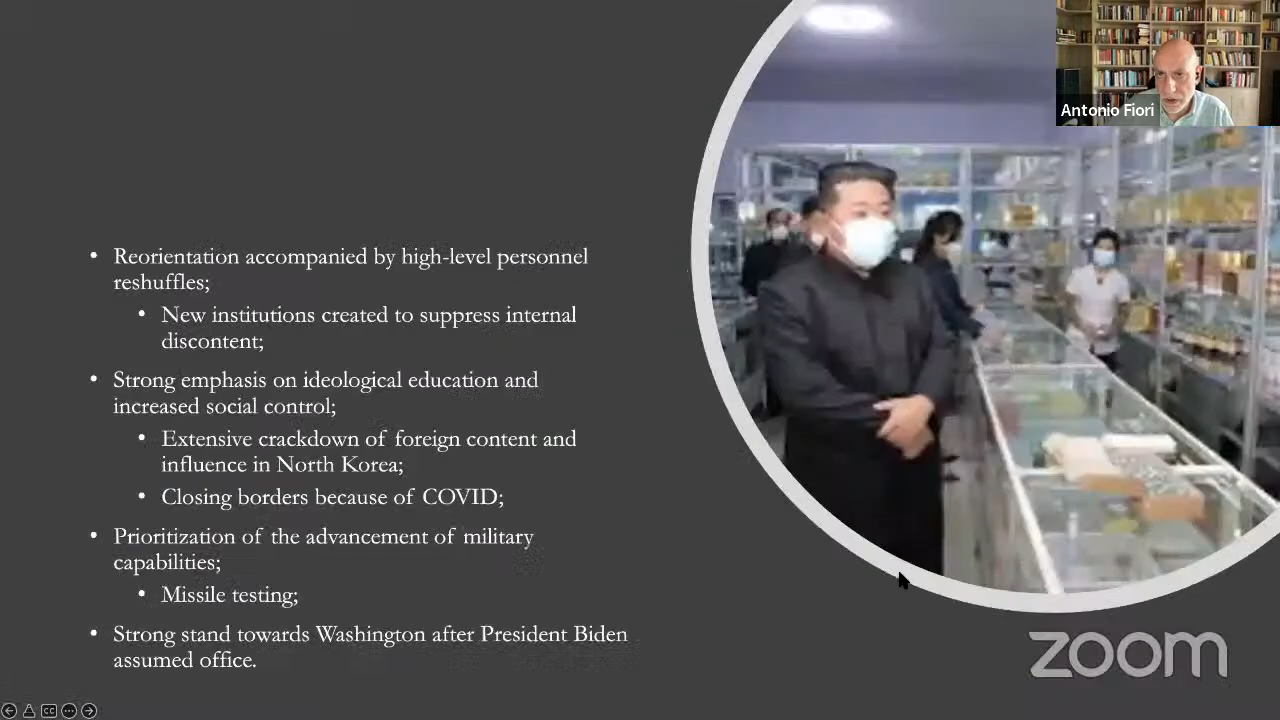 Antonio Fiori
• Reorientation accompanied by high-level personnel
reshuffles;
• New institutions created to suppress internal
discontent;
• Strong emphasis on ideological education and
increased social control;
• Extensive crackdown of foreign content and
influence in North Korea;
• Closing borders because of COVID;
• Prioritization of the advancement of military
capabilities;
• Missile testing;
• Strong stand towards Washington after President Biden
assumed office.
zoom
CC